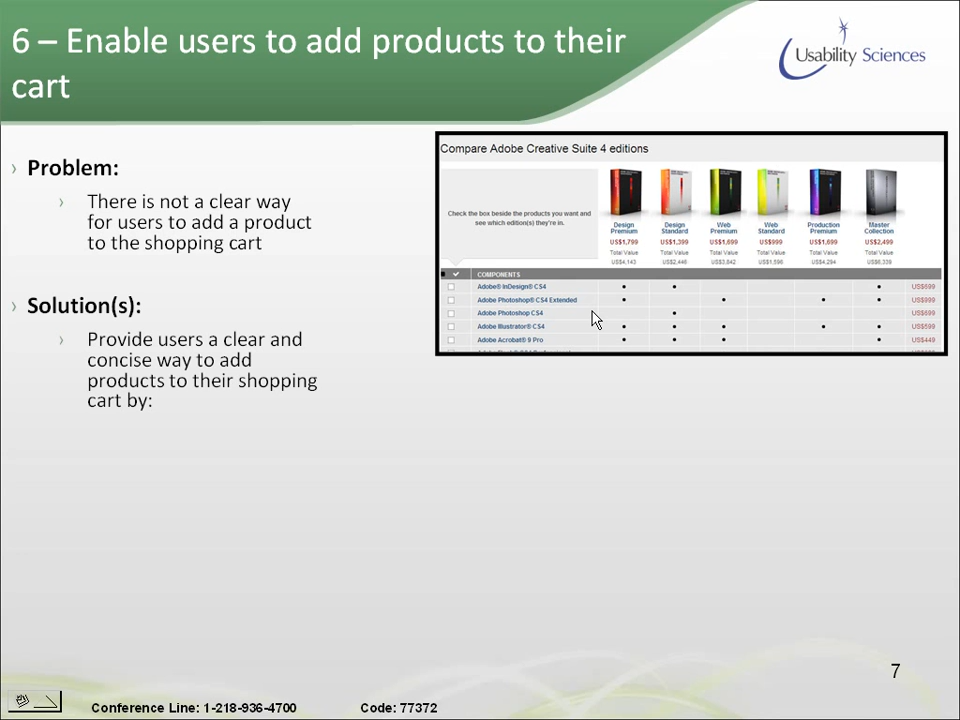 6 – Enable users to add products to their
cart
Usability Sciences
› Problem:
› There is not a clear way
for users to add a product
to the shopping cart
› Solution(s):
› Provide users a clear and
concise way to add
products to their shopping
cart by:
Compare Adobe Creative Suite 4 editions
Check the box beside the products you want and
see which edition(s) they're in.
Design Premium
US$1,799
Total Value
US$4,143
Design Standard
US$1,399
Total Value
US$2,446
Web Premium
US$1,699
Total Value
US$3,842
Web Standard
US$999
Total Value
US$1,596
Production Premium
US$1,699
Total Value
US$4,294
Master Collection
US$2,499
Total Value
COMPONENTS
Adobe® InDesign® CS4 US$699
Adobe Photoshop® CS4 Extended US$999
Adobe Photoshop CS4 US$699
Adobe Illustrator® CS4 US$599
Adobe Acrobat® 9 Pro US$449
7
Conference Line: 1-218-936-4700 Code: 77372